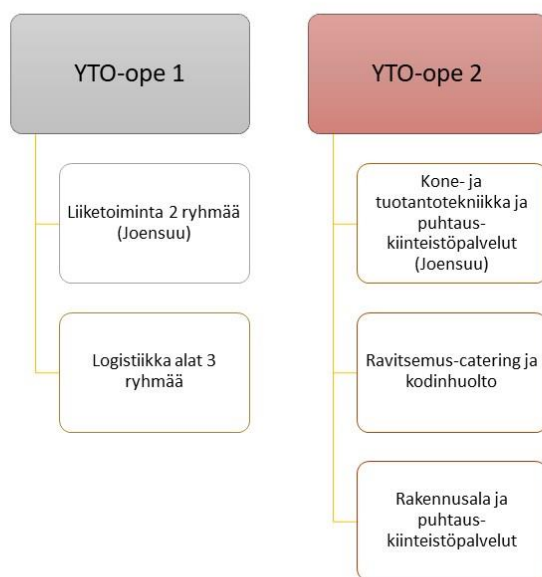 YTO-ope 1
Liiketoiminta 2 ryhmää
(Joensuu)
Logistiikka alat 3
ryhmää
YTO-ope 2
Kone- ja
tuotantotekniikka ja
puhtaus-
kiinteistöpalvelut
(Joensuu)
Ravitsemus-catering ja
kodinhuolto
Rakennusala ja
puhtaus-
kiinteistöpalvelut